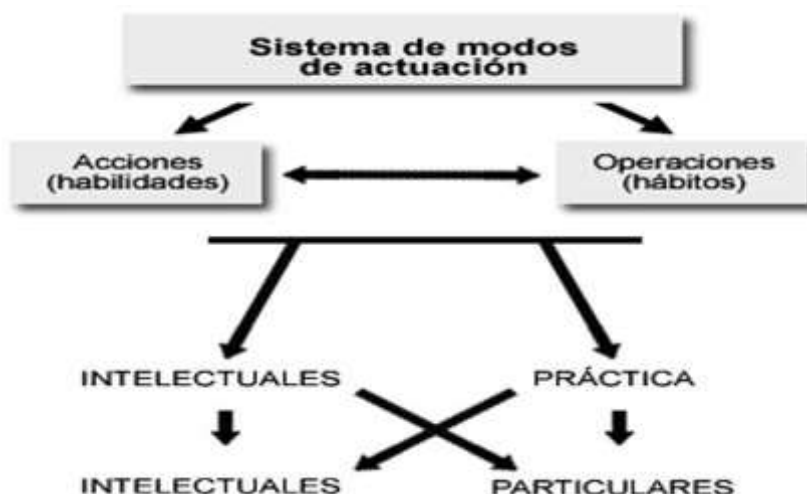 Sistema de modos
de actuación
Acciones
(habilidades)
Operaciones
(hábitos)
INTELECTUALES
PRÁCTICA
INTELECTUALES
PARTICULARES